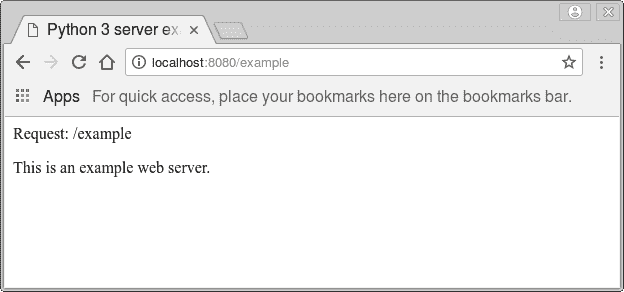 Python 3 server ex
localhost:8080/example
Apps For quick access, place your bookmarks here on the bookmarks bar.
Request: /example
This is an example web server.